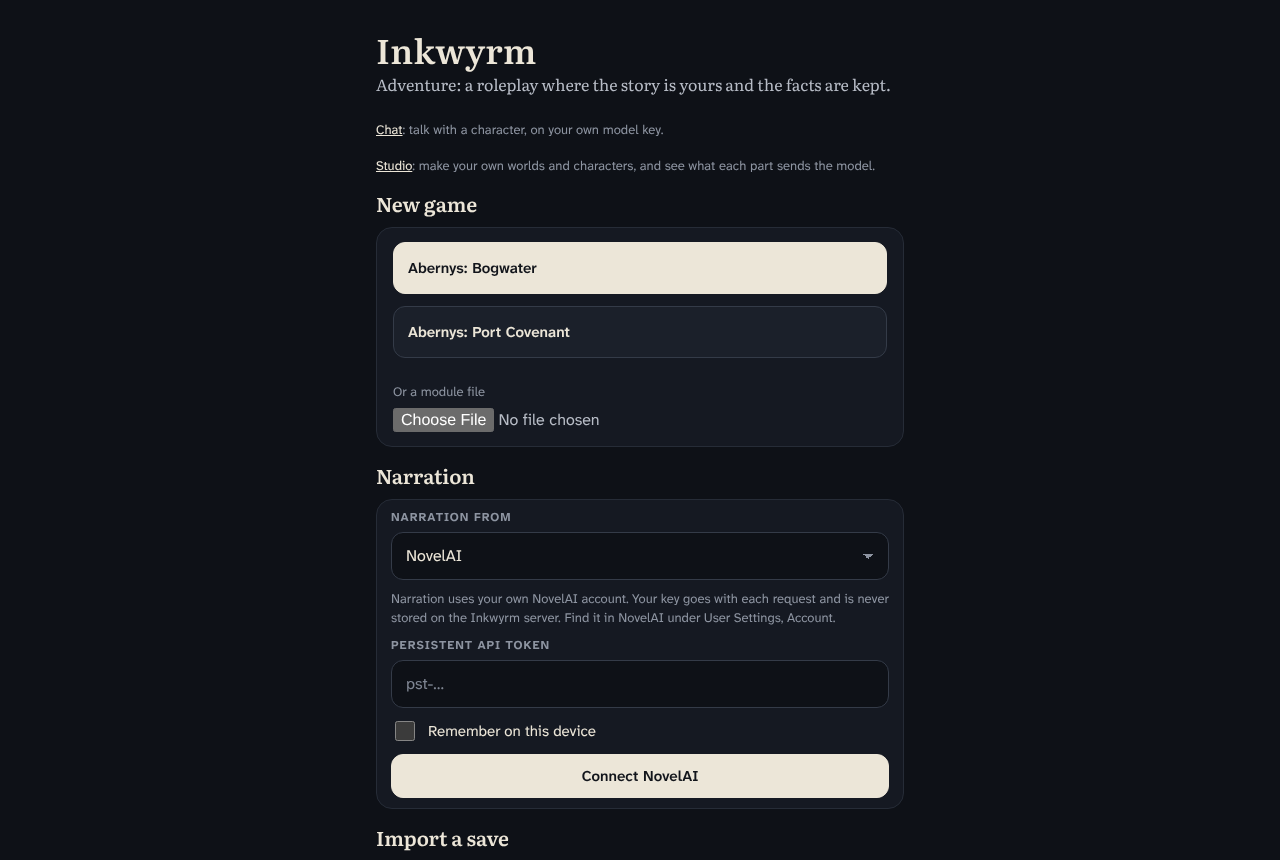 Inkwyrm
Adventure: a roleplay where the story is yours and the facts are kept.
Chat: talk with a character, on your own model key.
Studio: make your own worlds and characters, and see what each part sends the model.
New game
Abernys: Bogwater
Abernys: Port Covenant
Or a module file
Choose File No file chosen
Narration
NARRATION FROM
NovelAI
Narration uses your own NovelAI account. Your key goes with each request and is never
stored on the Inkwyrm server. Find it in NovelAI under User Settings, Account.
PERSISTENT API TOKEN
pst-...
Remember on this device
Connect NovelAI
Import a save